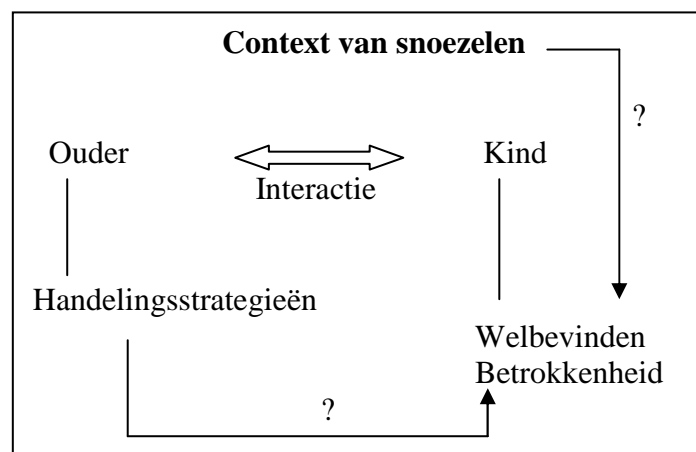 Context van snoezelen
?
Ouder
Kind
Interactie
Handelingsstrategieën
Welbevinden
Betrokkenheid
?